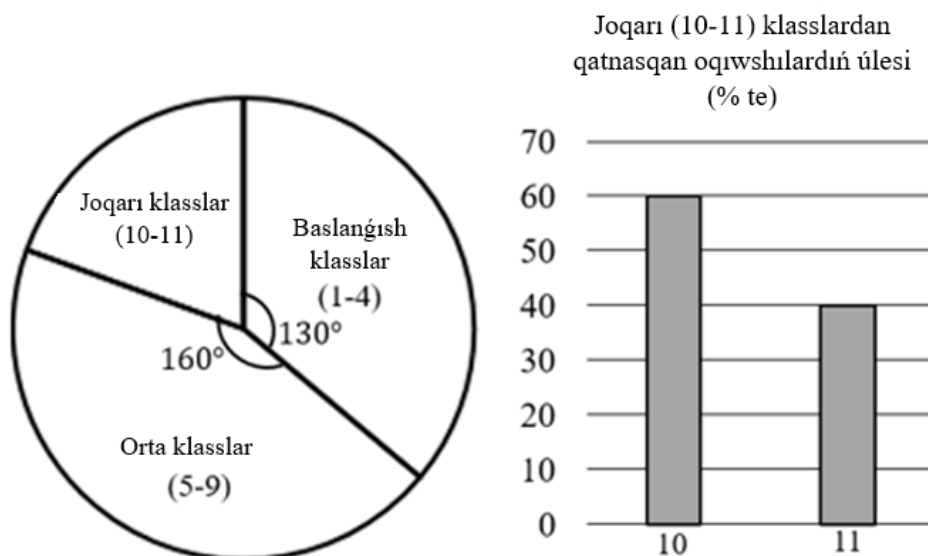 Joqarı klasslar
(10-11)
Baslanǵısh
klasslar
(1-4)
130°
160°
Orta klasslar
(5-9)
Joqarı (10-11) klasslardan
qatnasqan oqıwshılardıń úlesi
(% te)
70
60
50
40
30
20
10
0
10
11